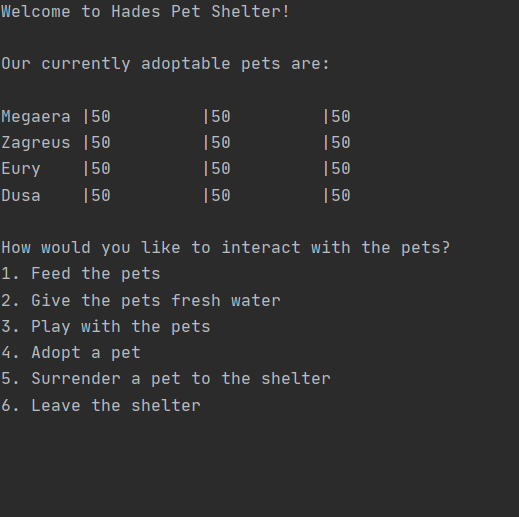 Welcome to Hades Pet Shelter!
Our currently adoptable pets are:
Megaera |50         |50         |50
Zagreus |50         |50         |50
Eury    |50         |50         |50
Dusa    |50         |50         |50
How would you like to interact with the pets?
1. Feed the pets
2. Give the pets fresh water
3. Play with the pets
4. Adopt a pet
5. Surrender a pet to the shelter
6. Leave the shelter